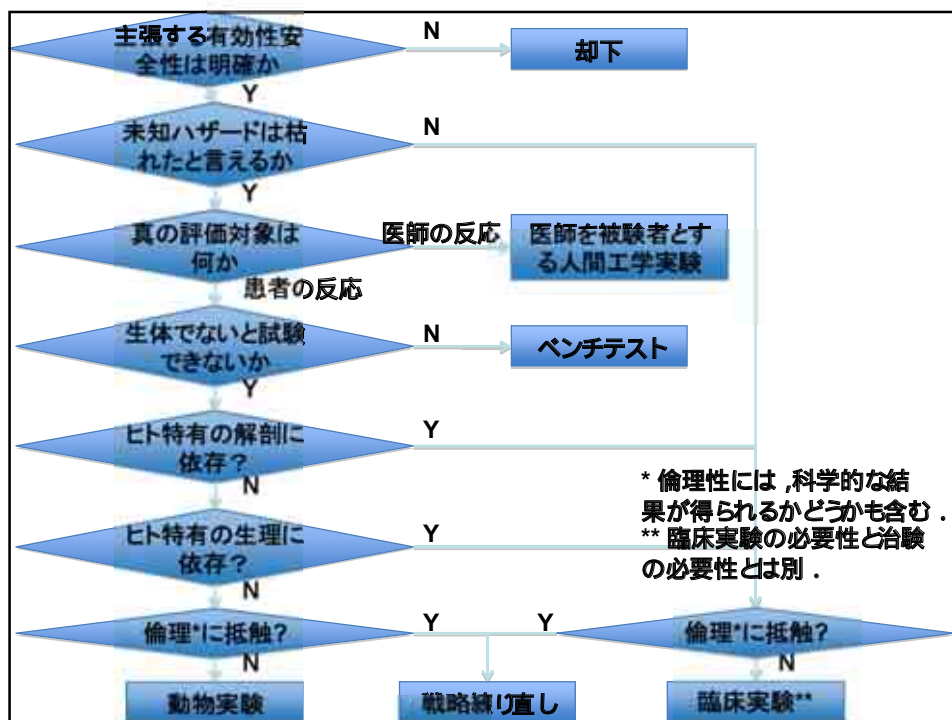 主張する有効性安
全性は明確か
N
却下
Y
未知ハザードは枯
れたと言えるか
N
Y
真の評価対象は
何か
医師の反応
医師を被験者とす
る人間工学実験
患者の反応
生体でないと試験
できないか
N
ベンチテスト
Y
ヒト特有の解剖に
依存？
Y
N
* 倫理性には ,科学的な結
果が得られるかどうかも含む .
** 臨床実験の必要性と治験
の必要性とは別 .
ヒト特有の生理に
依存？
Y
N
倫理*に抵触?
Y
Y
倫理*に抵触?
N
N
動物実験
戦略練り直し
臨床実験**